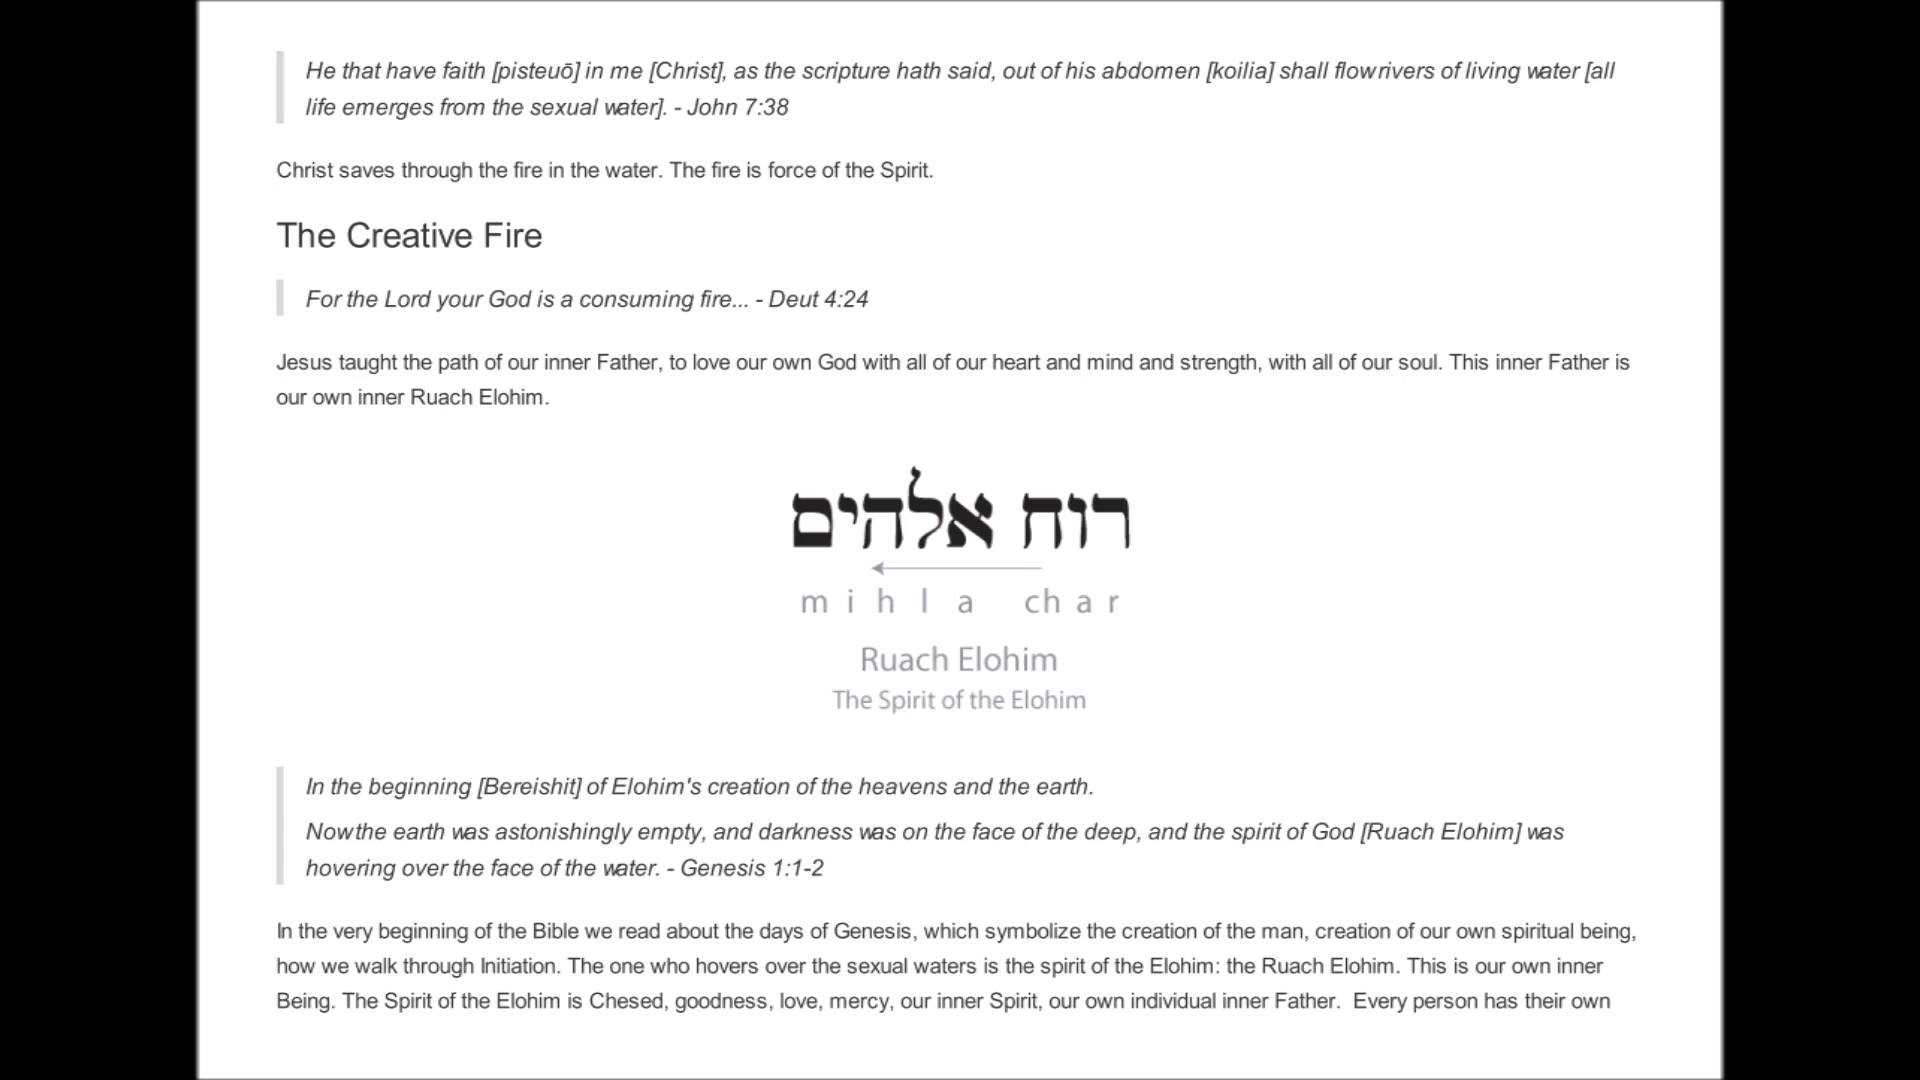 He that have faith [pisteuō] in me [Christ], as the scripture hath said, out of his abdomen [koilia] shall flow rivers of living water [all
life emerges from the sexual water]. - John 7:38
Christ saves through the fire in the water. The fire is force of the Spirit.
The Creative Fire
For the Lord your God is a consuming fire... - Deut 4:24
Jesus taught the path of our inner Father, to love our own God with all of our heart and mind and strength, with all of our soul. This inner Father is
our own inner Ruach Elohim.
רוח אלהים
m i h l a ch a r
Ruach Elohim
The Spirit of the Elohim
In the beginning [Bereishit] of Elohim's creation of the heavens and the earth.
Now the earth was astonishingly empty, and darkness was on the face of the deep, and the spirit of God [Ruach Elohim] was
hovering over the face of the water. - Genesis 1:1-2
In the very beginning of the Bible we read about the days of Genesis, which symbolize the creation of the man, creation of our own spiritual being,
how we walk through Initiation. The one who hovers over the sexual waters is the spirit of the Elohim: the Ruach Elohim. This is our own inner
Being. The Spirit of the Elohim is Chesed, goodness, love, mercy, our inner Spirit, our own individual inner Father. Every person has their own